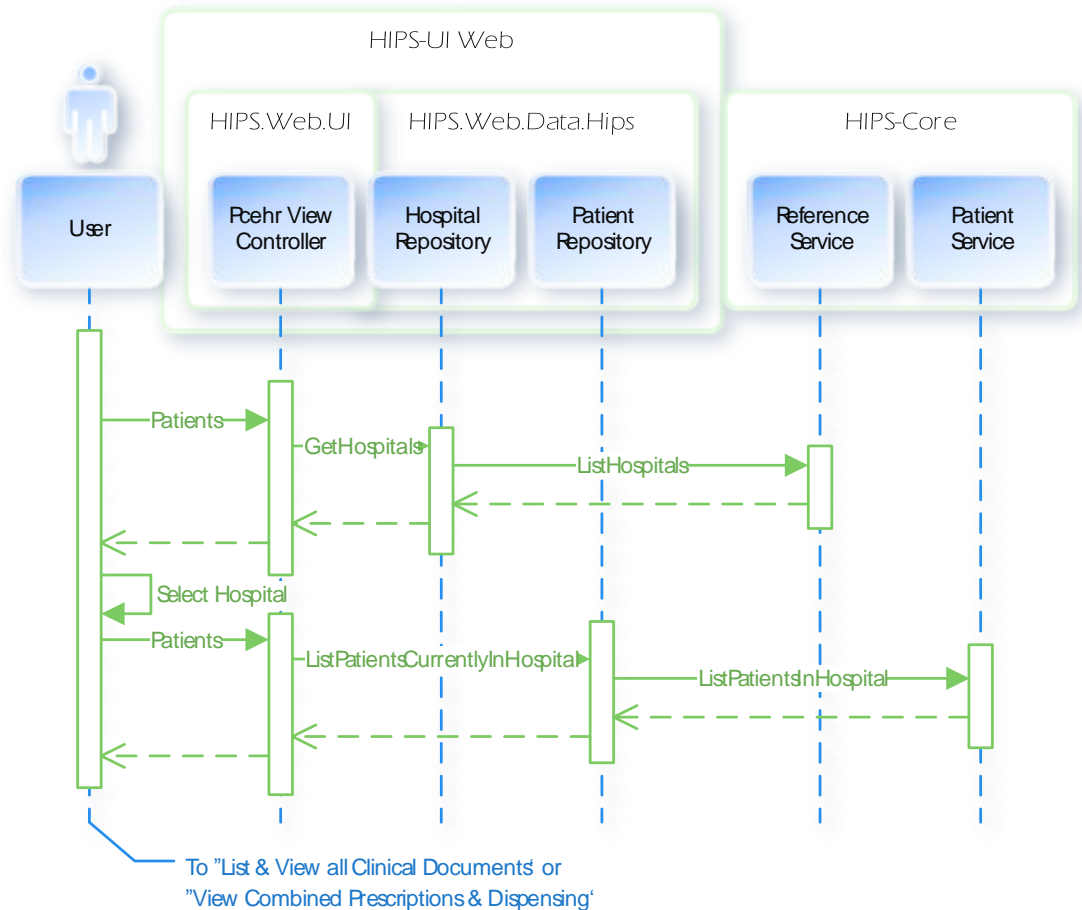 HIPS-UI Web
HIPS.Web.UI
HIPS.Web.Data.Hips
HIPS-Core
User
Pcehr View
Controller
Hospital
Repository
Patient
Repository
Reference
Service
Patient
Service
Patients
GetHospitals
ListHospitals
Select Hospital
Patients
ListPatientsCurrentlyInHospital
ListPatientsInHospital
To "List & View all Clinical Documents' or
"View Combined Prescriptions & Dispensing'